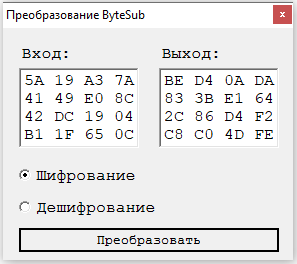 Преобразование ByteSub
x
Вход: Выход:
5A 19 A3 7A BE D4 0A DA
41 49 E0 8C 83 3B E1 64
42 DC 19 04 2C 86 D4 F2
B1 1F 65 0C C8 C0 4D FE
Шифрование
Дешифрование
Преобразовать